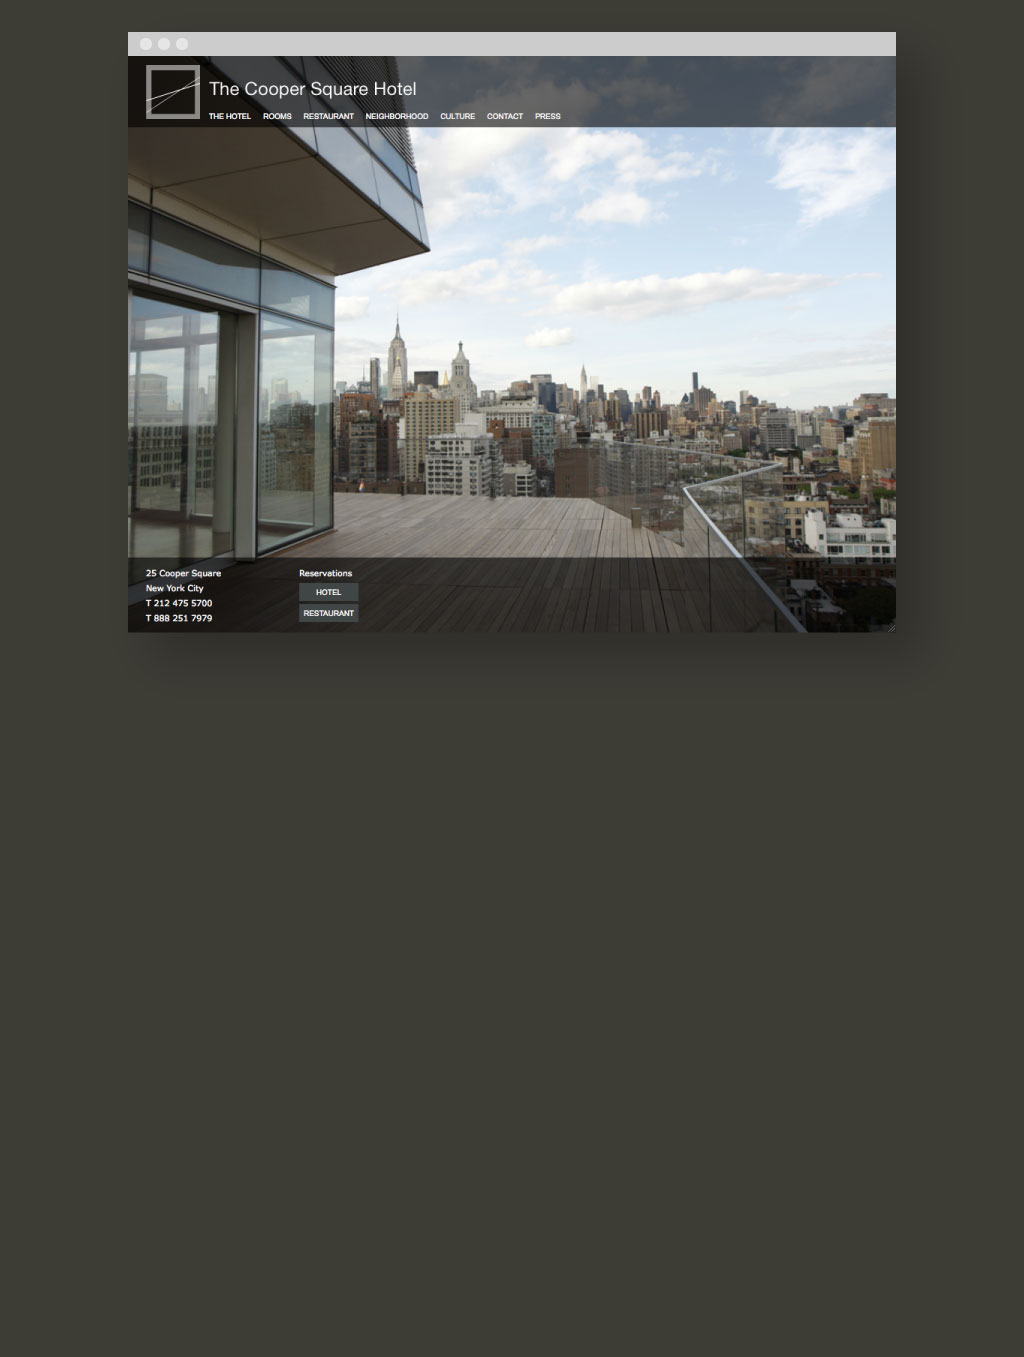 The Cooper Square Hotel
THE HOTEL ROOMS RESTAURANT NEIGHBORHOOD CULTURE CONTACT PRESS
25 Cooper Square
New York City
T 212 475 5700
T 888 251 7979
Reservations
HOTEL
RESTAURANT